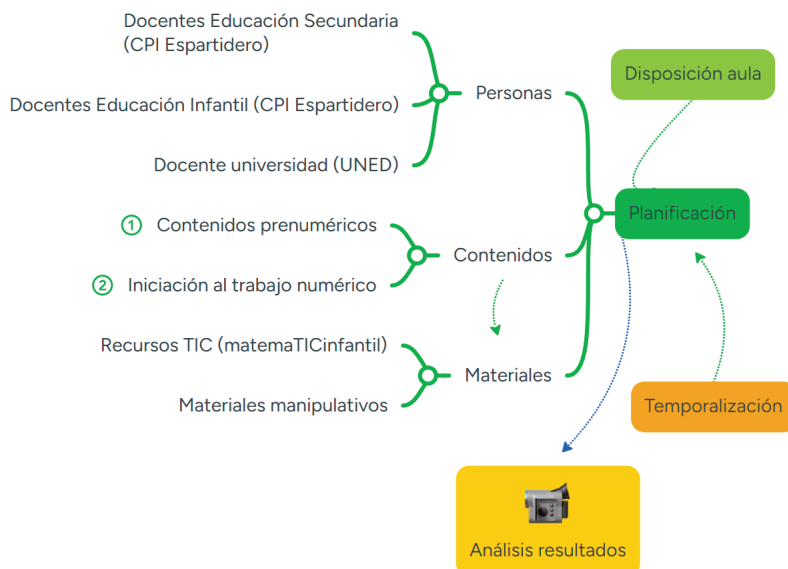 Docentes Educación Secundaria
(CPI Espartidero)
Personas
Disposición aula
Docentes Educación Infantil (CPI Espartidero)
Docente universidad (UNED)
Planificación
1 Contenidos prenuméricos
Contenidos
2 Iniciación al trabajo numérico
Recursos TIC (matemaTICinfantil)
Materiales
Materiales manipulativos
Temporalización
Análisis resultados